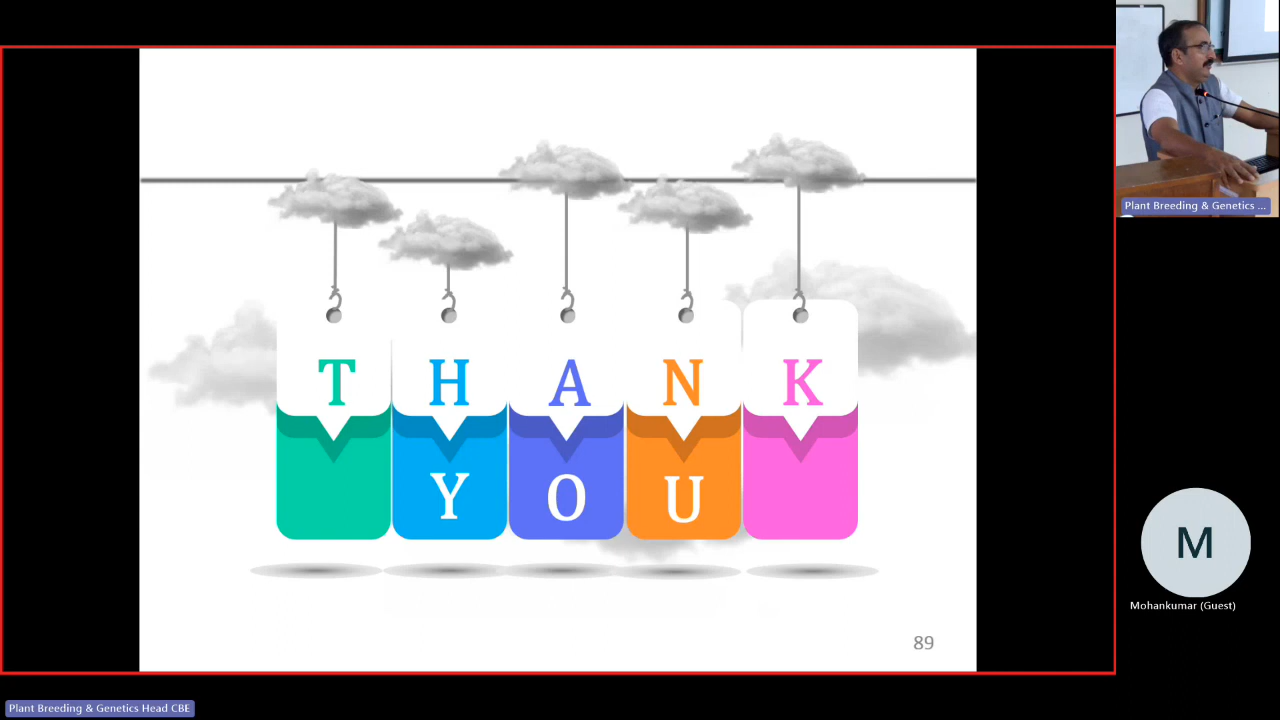 T H A N K
Y O U
89
Plant Breeding & Genetics ...
M
Mohankumar (Guest)
Plant Breeding & Genetics Head CBE